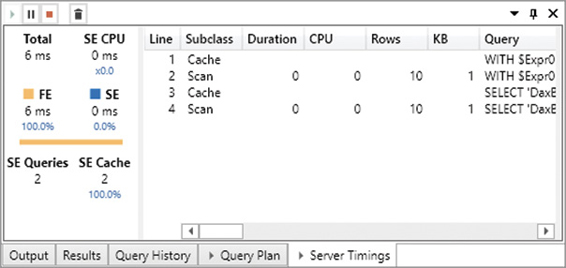 Total SE CPU
6 ms 0 ms
x0.0
FE SE
6 ms 0 ms
100.0% 0.0%
SE Queries SE Cache
2 2
100.0%
Line Subclass Duration CPU Rows KB Query
1 Cache WITH $Expr0
2 Scan 0 0 10 1 WITH $Expr0
3 Cache SELECT 'DaxB
4 Scan 0 0 10 1 SELECT 'DaxB
Output Results Query History Query Plan Server Timings